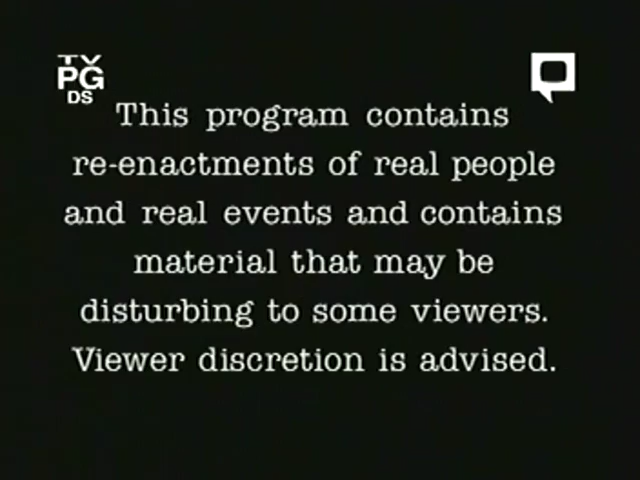 TV
PG
DS
This program contains
re-enactments of real people
and real events and contains
material that may be
disturbing to some viewers.
Viewer discretion is advised.